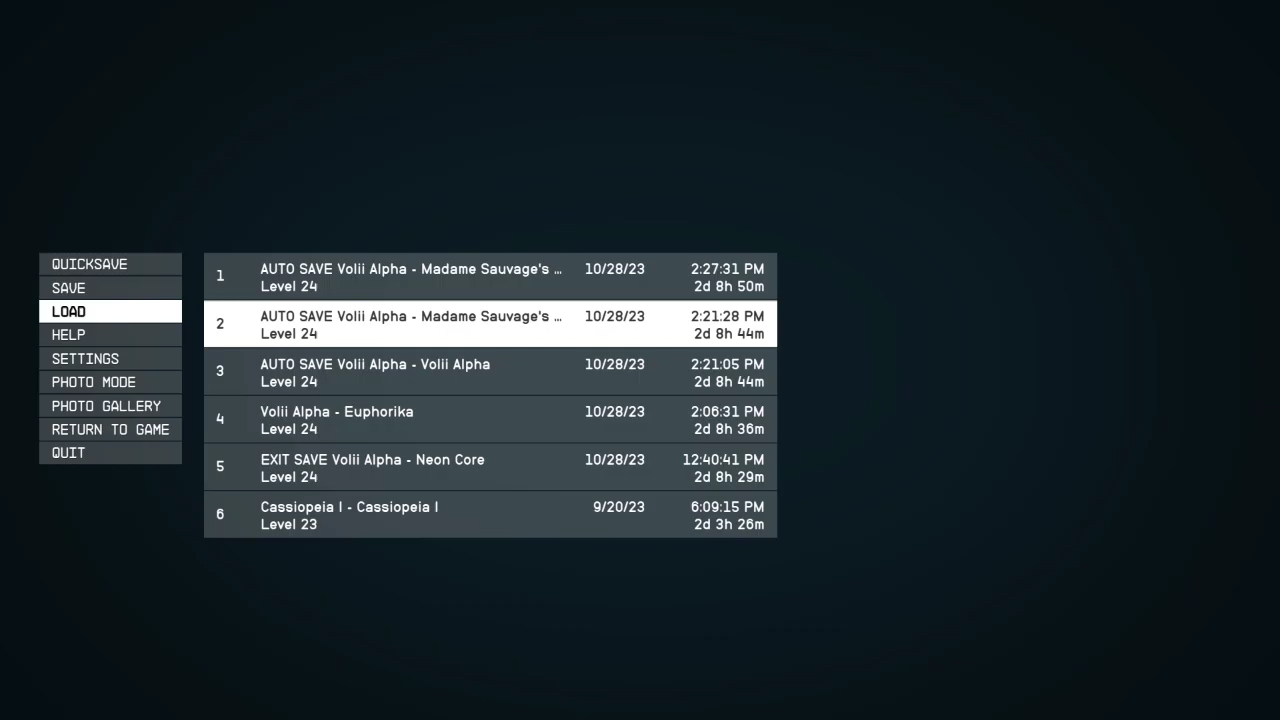 QUICKSAVE
SAVE
LOAD
HELP
SETTINGS
PHOTO MODE
PHOTO GALLERY
RETURN TO GAME
QUIT
1 AUTO SAVE Volii Alpha - Madame Sauvage's ... 10/28/23 2:27:31 PM
Level 24 2d 8h 50m
2 AUTO SAVE Volii Alpha - Madame Sauvage's ... 10/28/23 2:21:28 PM
Level 24 2d 8h 44m
3 AUTO SAVE Volii Alpha - Volii Alpha 10/28/23 2:21:05 PM
Level 24 2d 8h 44m
4 Volii Alpha - Euphorika 10/28/23 2:06:31 PM
Level 24 2d 8h 36m
5 EXIT SAVE Volii Alpha - Neon Core 10/28/23 12:40:41 PM
Level 24 2d 8h 29m
6 Cassiopeia I - Cassiopeia I 9/20/23 6:09:15 PM
Level 23 2d 3h 26m